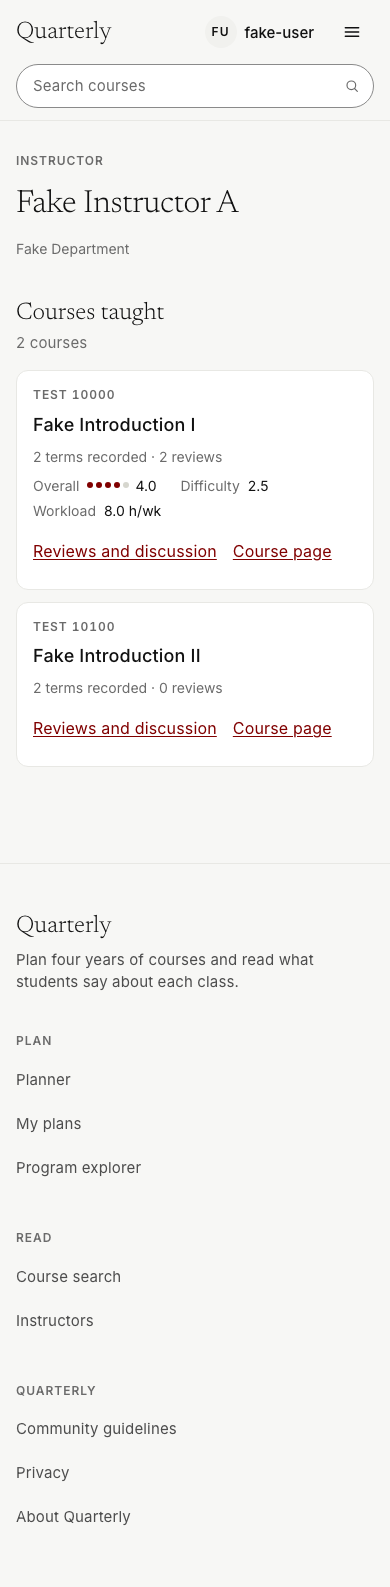 Quarterly
FU fake-user
Search courses
INSTRUCTOR
Fake Instructor A
Fake Department
Courses taught
2 courses
TEST 10000
Fake Introduction I
2 terms recorded · 2 reviews
Overall 4.0 Difficulty 2.5
Workload 8.0 h/wk
Reviews and discussion Course page
TEST 10100
Fake Introduction II
2 terms recorded · 0 reviews
Reviews and discussion Course page
Quarterly
Plan four years of courses and read what
students say about each class.
PLAN
Planner
My plans
Program explorer
READ
Course search
Instructors
QUARTERLY
Community guidelines
Privacy
About Quarterly